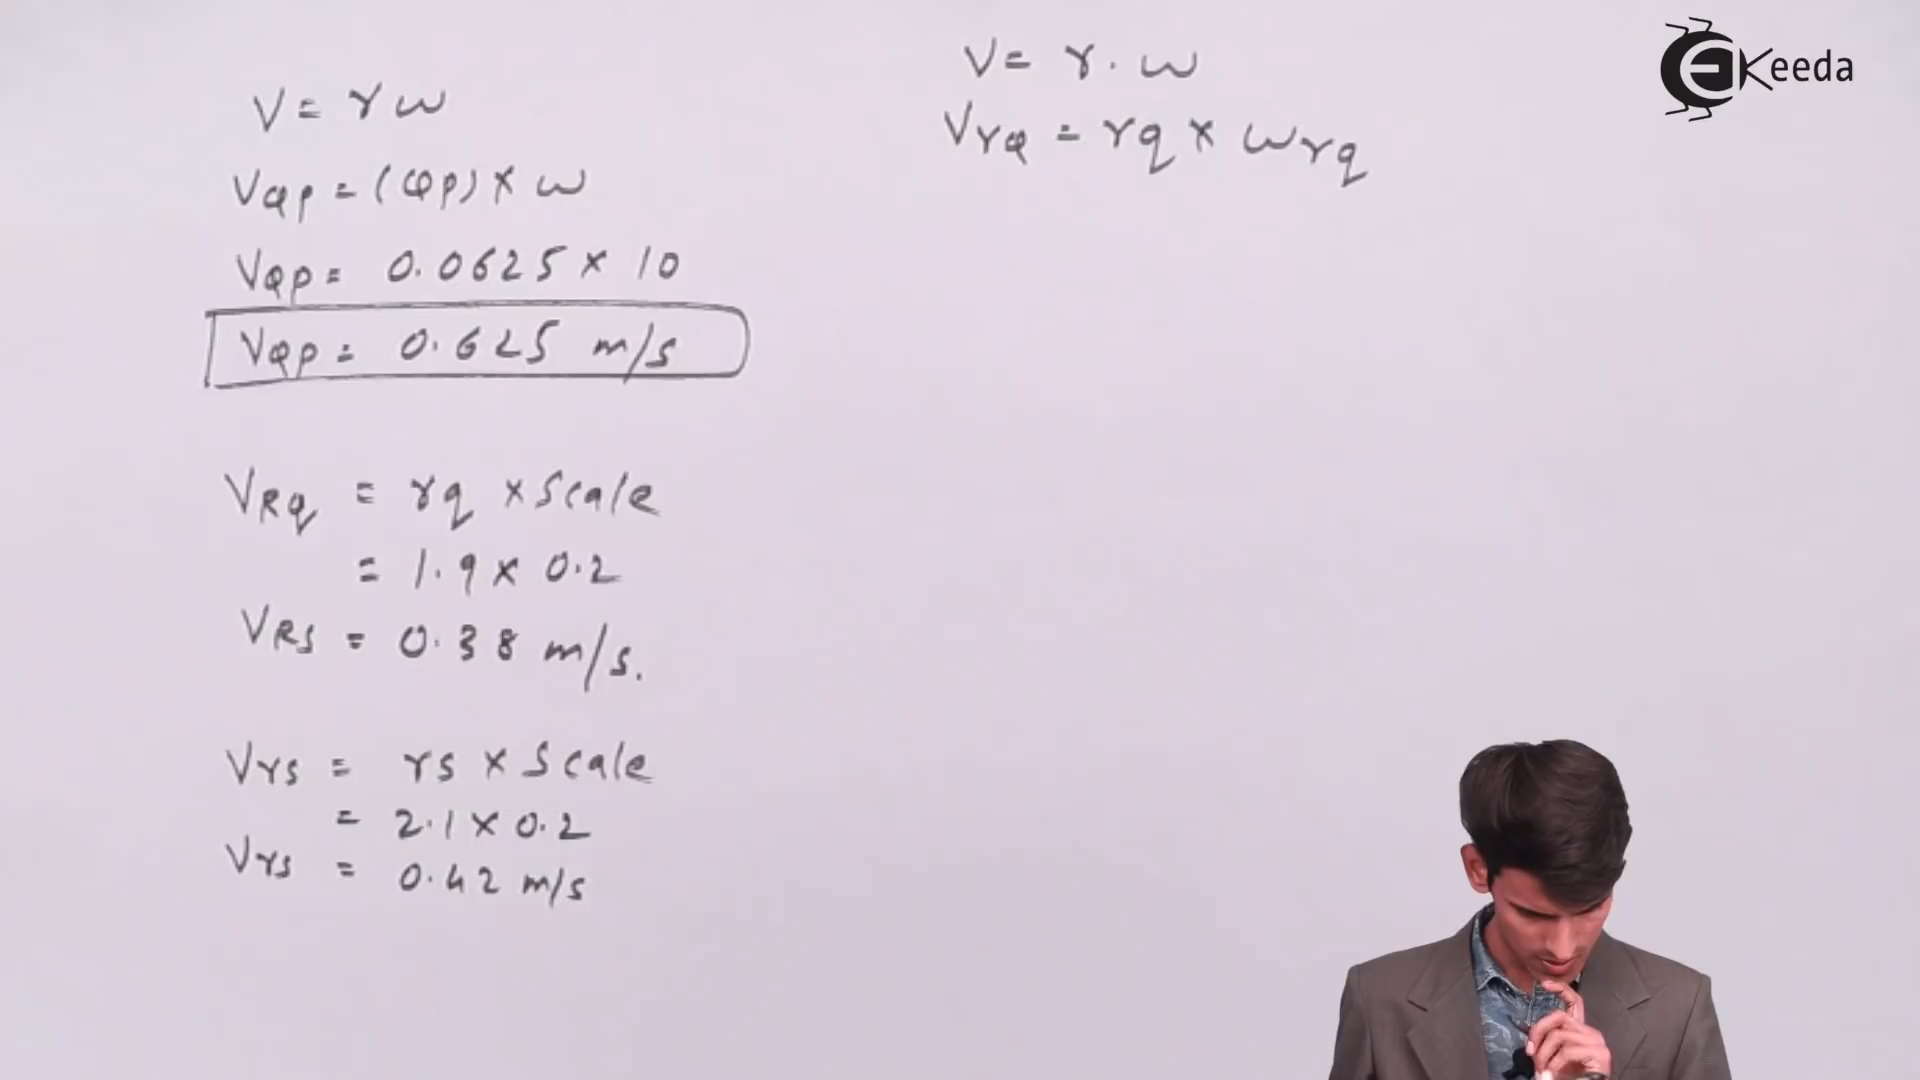 V = rω
VQP = (QP) × ω
VQP = 0.0625 × 10
VQP = 0.625 m/s
VRq = rq × Scale
= 1.9 × 0.2
VRS = 0.38 m/s.
Vrs = rs × Scale
= 2.1 × 0.2
Vrs = 0.42 m/s
V = r.ω
VrQ = rq × ωrq
EKeeda